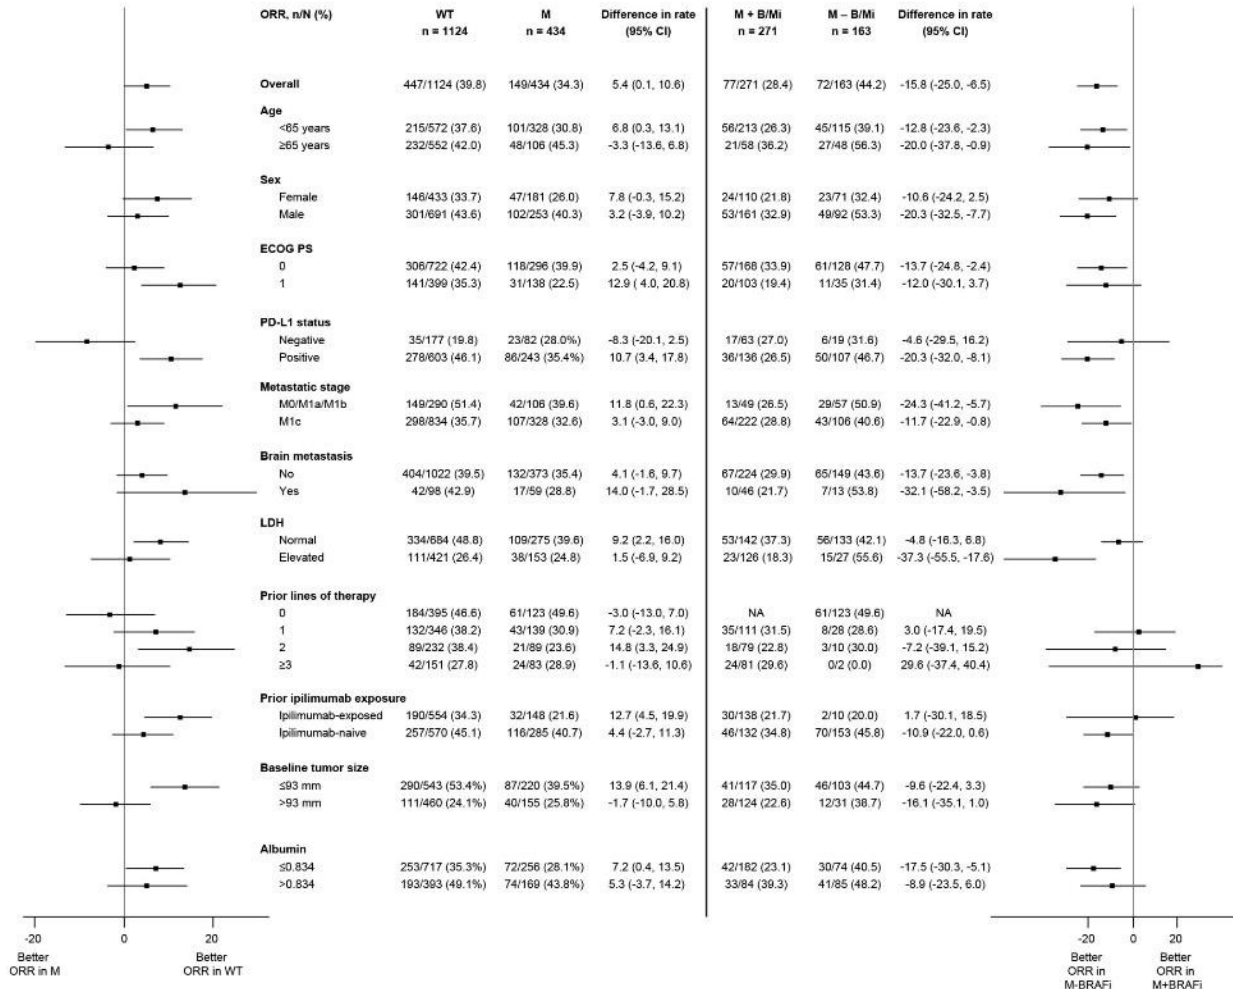 ORR, n/N (%) WT n = 1124 M n = 434 Difference in rate (95% CI) M + B/Mi n = 271 M – B/Mi n = 163 Difference in rate (95% CI)
Overall 447/1124 (39.8) 149/434 (34.3) 5.4 (0.1, 10.6) 77/271 (28.4) 72/163 (44.2) -15.8 (-25.0, -6.5)
Age
<65 years 215/572 (37.6) 101/328 (30.8) 6.8 (0.3, 13.1) 56/213 (26.3) 45/115 (39.1) -12.8 (-23.6, -2.3)
≥65 years 232/552 (42.0) 48/106 (45.3) -3.3 (-13.6, 6.8) 21/58 (36.2) 27/48 (56.3) -20.0 (-37.8, -0.9)
Sex
Female 146/433 (33.7) 47/181 (26.0) 7.8 (-0.3, 15.2) 24/110 (21.8) 23/71 (32.4) -10.6 (-24.2, 2.5)
Male 301/691 (43.6) 102/253 (40.3) 3.2 (-3.9, 10.2) 53/161 (32.9) 49/92 (53.3) -20.3 (-32.5, -7.7)
ECOG PS
0 306/722 (42.4) 118/296 (39.9) 2.5 (-4.2, 9.1) 57/168 (33.9) 61/128 (47.7) -13.7 (-24.8, -2.4)
1 141/399 (35.3) 31/138 (22.5) 12.9 ( 4.0, 20.8) 20/103 (19.4) 11/35 (31.4) -12.0 (-30.1, 3.7)
PD-L1 status
Negative 35/177 (19.8) 23/82 (28.0%) -8.3 (-20.1, 2.5) 17/63 (27.0) 6/19 (31.6) -4.6 (-29.5, 16.2)
Positive 278/603 (46.1) 86/243 (35.4%) 10.7 (3.4, 17.8) 36/136 (26.5) 50/107 (46.7) -20.3 (-32.0, -8.1)
Metastatic stage
M0/M1a/M1b 149/290 (51.4) 42/106 (39.6) 11.8 (0.6, 22.3) 13/49 (26.5) 29/57 (50.9) -24.3 (-41.2, -5.7)
M1c 298/834 (35.7) 107/328 (32.6) 3.1 (-3.0, 9.0) 64/222 (28.8) 43/106 (40.6) -11.7 (-22.9, -0.8)
Brain metastasis
No 404/1022 (39.5) 132/373 (35.4) 4.1 (-1.6, 9.7) 67/224 (29.9) 65/149 (43.6) -13.7 (-23.6, -3.8)
Yes 42/98 (42.9) 17/59 (28.8) 14.0 (-1.7, 28.5) 10/46 (21.7) 7/13 (53.8) -32.1 (-58.2, -3.5)
LDH
Normal 334/684 (48.8) 109/275 (39.6) 9.2 (2.2, 16.0) 53/142 (37.3) 56/133 (42.1) -4.8 (-16.3, 6.8)
Elevated 111/421 (26.4) 38/153 (24.8) 1.5 (-6.9, 9.2) 23/126 (18.3) 15/27 (55.6) -37.3 (-55.5, -17.6)
Prior lines of therapy
0 184/395 (46.6) 61/123 (49.6) -3.0 (-13.0, 7.0) NA 61/123 (49.6) NA
1 132/346 (38.2) 43/139 (30.9) 7.2 (-2.3, 16.1) 35/111 (31.5) 8/28 (28.6) 3.0 (-17.4, 19.5)
2 89/232 (38.4) 21/89 (23.6) 14.8 (3.3, 24.9) 18/79 (22.8) 3/10 (30.0) -7.2 (-39.1, 15.2)
≥3 42/151 (27.8) 24/83 (28.9) -1.1 (-13.6, 10.6) 24/81 (29.6) 0/2 (0.0) 29.6 (-37.4, 40.4)
Prior ipilimumab exposure
Ipilimumab-exposed 190/554 (34.3) 32/148 (21.6) 12.7 (4.5, 19.9) 30/138 (21.7) 2/10 (20.0) 1.7 (-30.1, 18.5)
Ipilimumab-naive 257/570 (45.1) 116/285 (40.7) 4.4 (-2.7, 11.3) 46/132 (34.8) 70/153 (45.8) -10.9 (-22.0, 0.6)
Baseline tumor size
≤93 mm 290/543 (53.4%) 87/220 (39.5%) 13.9 (6.1, 21.4) 41/117 (35.0) 46/103 (44.7) -9.6 (-22.4, 3.3)
>93 mm 111/460 (24.1%) 40/155 (25.8%) -1.7 (-10.0, 5.8) 28/124 (22.6) 12/31 (38.7) -16.1 (-35.1, 1.0)
Albumin
≤0.834 253/717 (35.3%) 72/256 (28.1%) 7.2 (0.4, 13.5) 42/182 (23.1) 30/74 (40.5) -17.5 (-30.3, -5.1)
>0.834 193/393 (49.1%) 74/169 (43.8%) 5.3 (-3.7, 14.2) 33/84 (39.3) 41/85 (48.2) -8.9 (-23.5, 6.0)
-20 0 20 -20 0 20
Better Better Better Better
ORR in M ORR in WT ORR in ORR in
M-BRAFi M+BRAFi